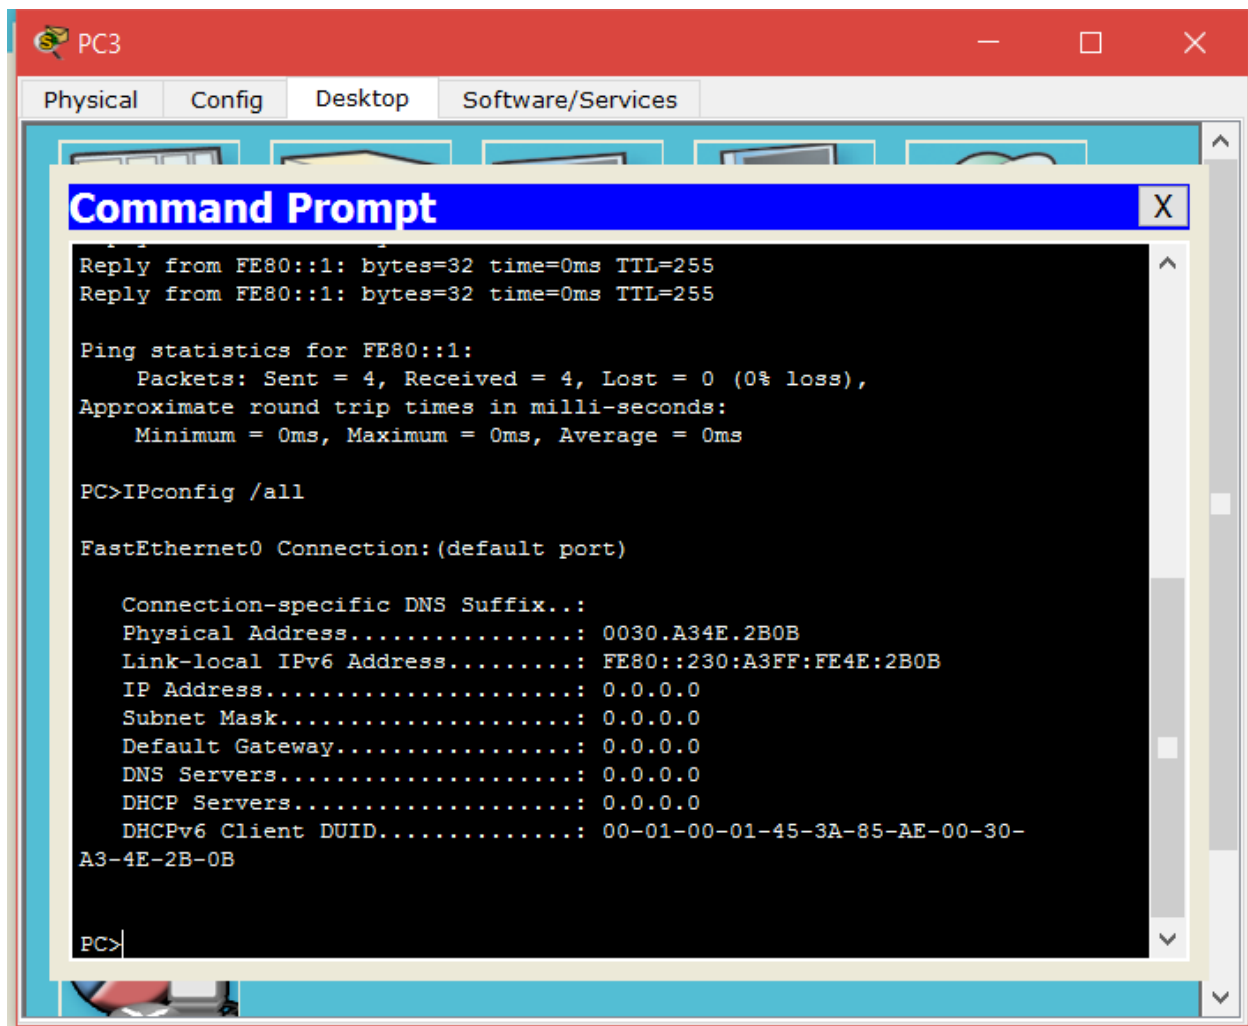 PC3
Physical Config Desktop Software/Services
Command Prompt X
Reply from FE80::1: bytes=32 time=0ms TTL=255
Reply from FE80::1: bytes=32 time=0ms TTL=255
Ping statistics for FE80::1:
Packets: Sent = 4, Received = 4, Lost = 0 (0% loss),
Approximate round trip times in milli-seconds:
Minimum = 0ms, Maximum = 0ms, Average = 0ms
PC>IPconfig /all
FastEthernet0 Connection:(default port)
Connection-specific DNS Suffix..:
Physical Address................: 0030.A34E.2B0B
Link-local IPv6 Address.........: FE80::230:A3FF:FE4E:2B0B
IP Address......................: 0.0.0.0
Subnet Mask.....................: 0.0.0.0
Default Gateway.................: 0.0.0.0
DNS Servers.....................: 0.0.0.0
DHCP Servers....................: 0.0.0.0
DHCPv6 Client DUID..............: 00-01-00-01-45-3A-85-AE-00-30-
A3-4E-2B-0B
PC>